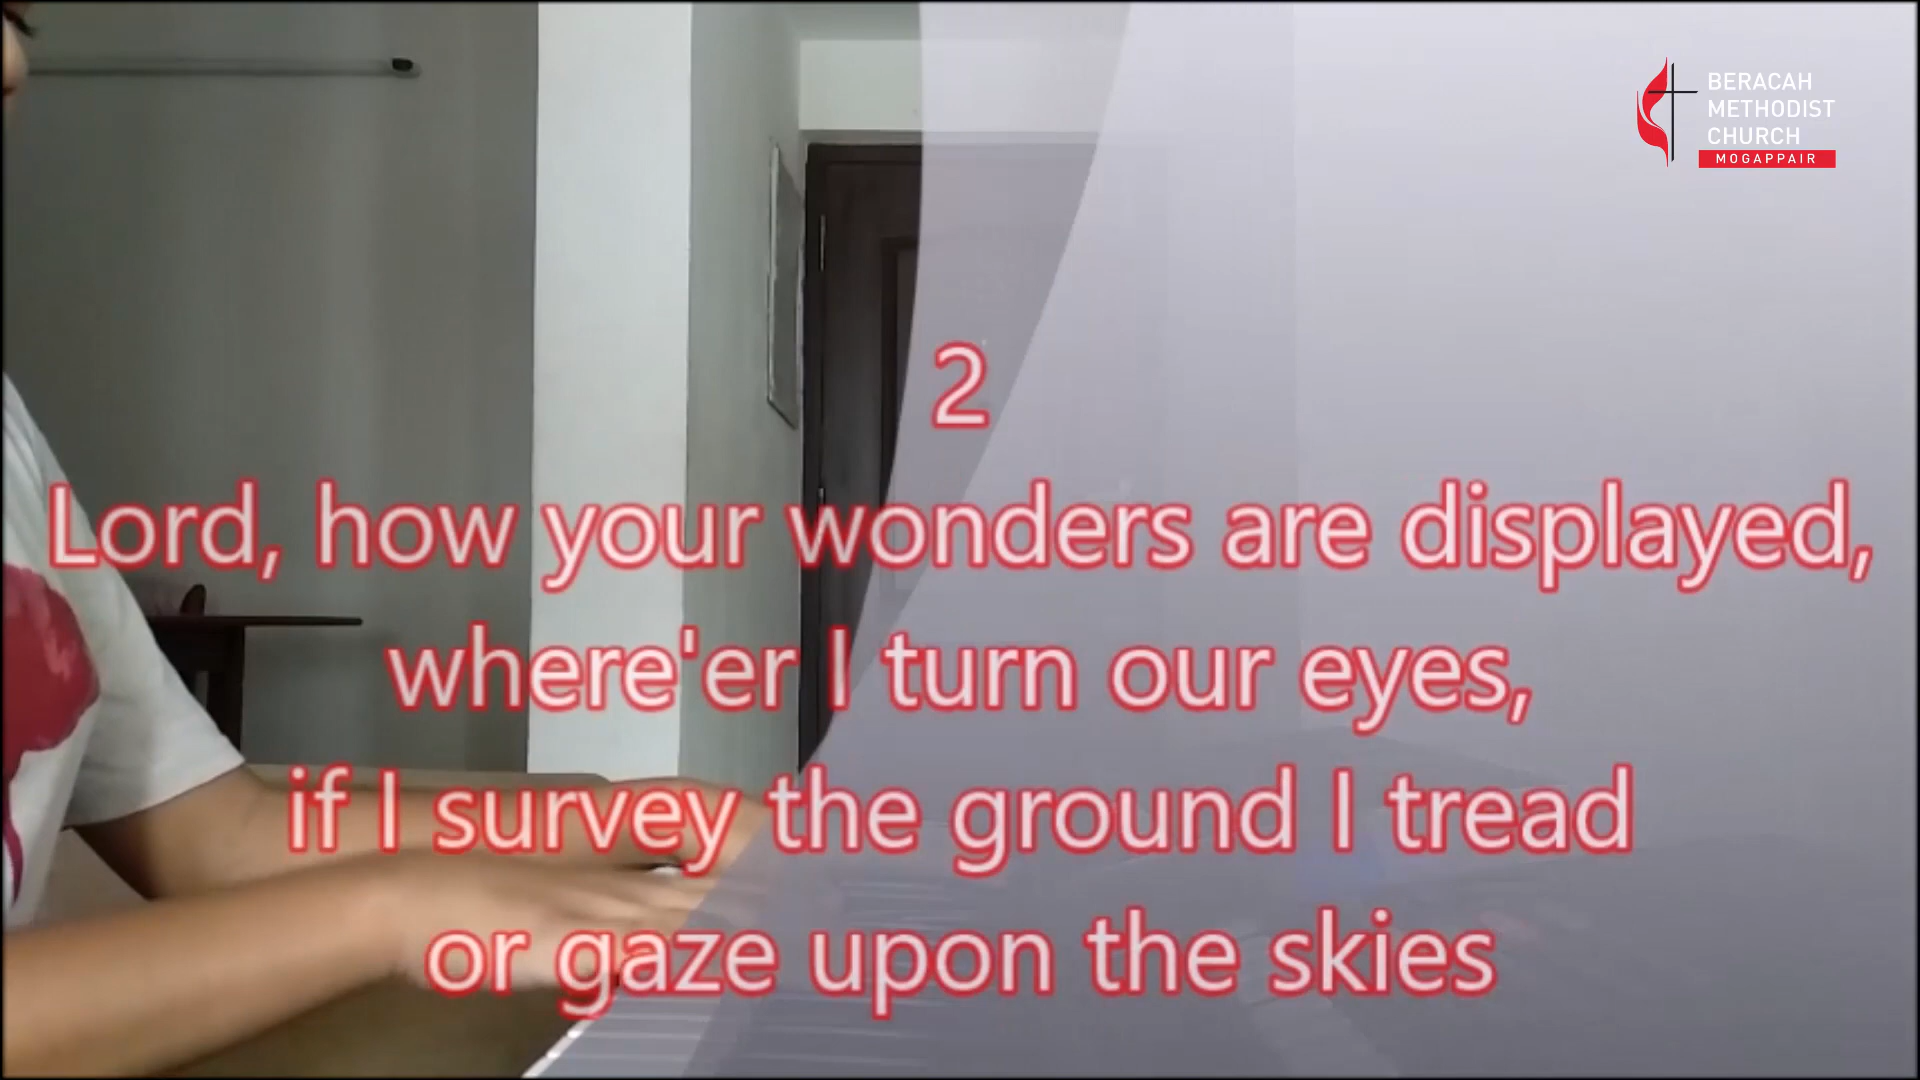 BERACAH
METHODIST
CHURCH
MOGAPPAIR
2
Lord, how your wonders are displayed,
where'er I turn our eyes,
if I survey the ground I tread
or gaze upon the skies